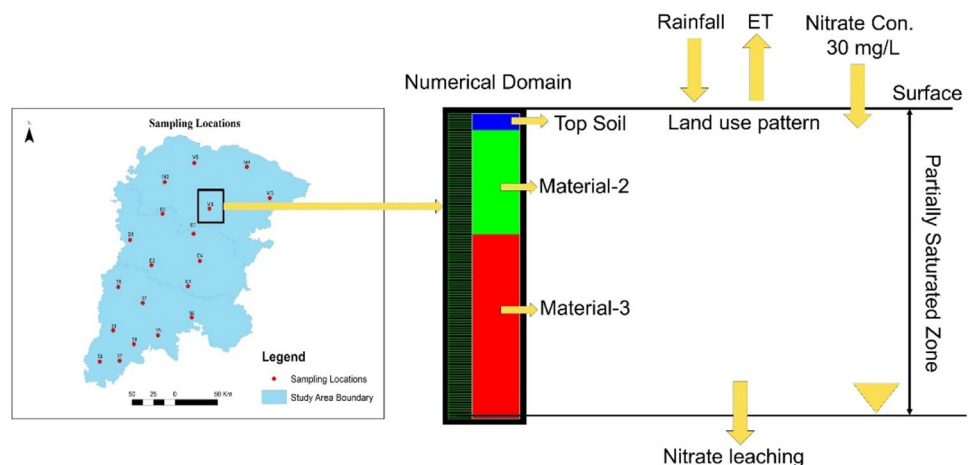 Rainfall
ET
Nitrate Con.
30 mg/L
Numerical Domain
Surface
Sampling Locations
Top Soil
Land use pattern
Material-2
Partially Saturated Zone
Material-3
Legend
Sampling Locations
Study Area Boundary
50 25 0 50 Km
Nitrate leaching